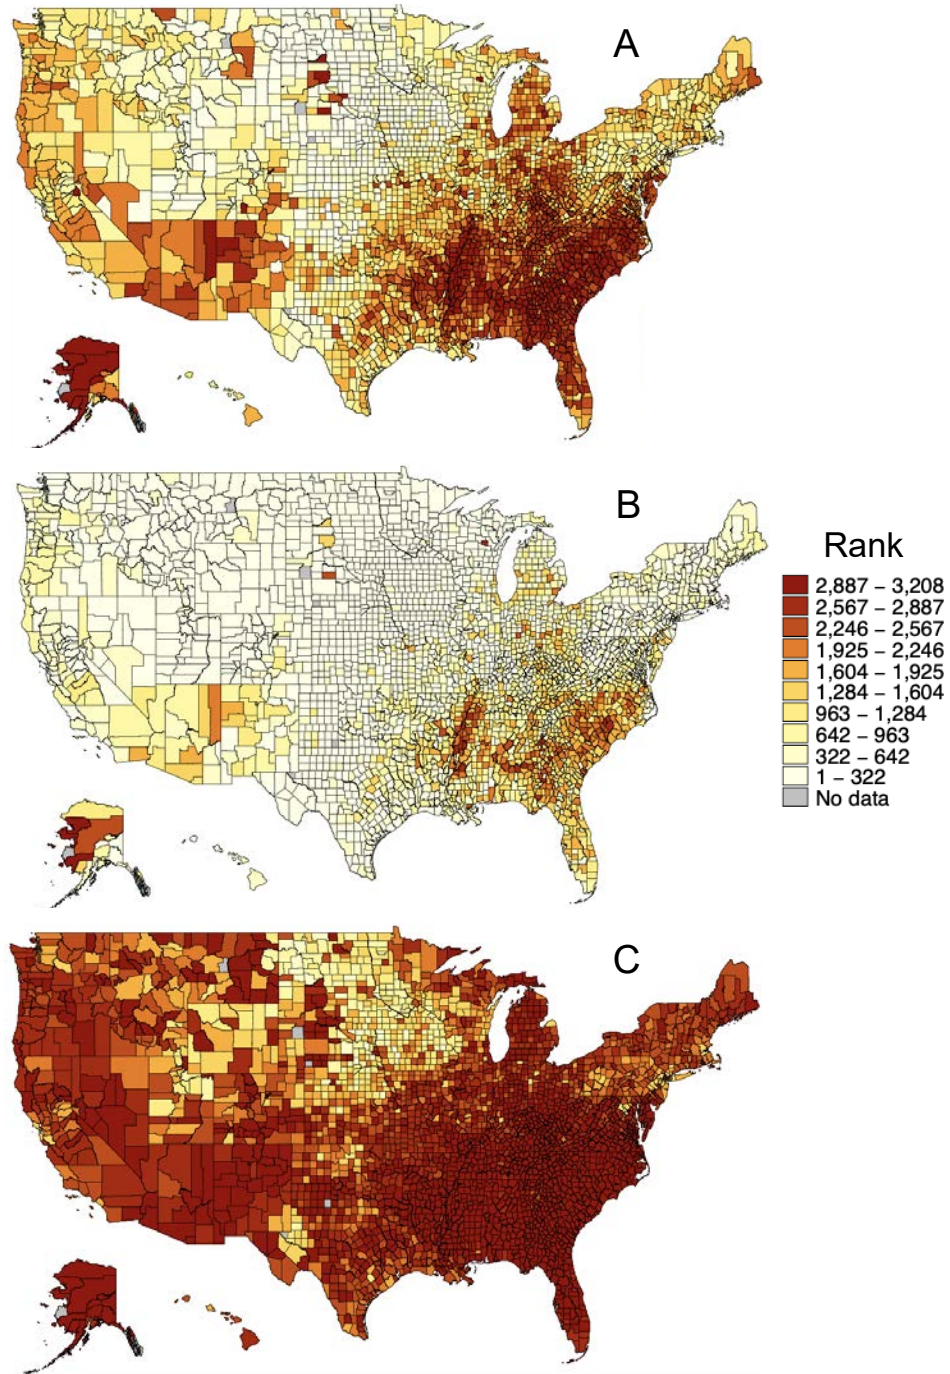 A
B
Rank
2,887 – 3,208
2,567 – 2,887
2,246 – 2,567
1,925 – 2,246
1,604 – 1,925
1,284 – 1,604
963 – 1,284
642 – 963
322 – 642
1 – 322
No data
C